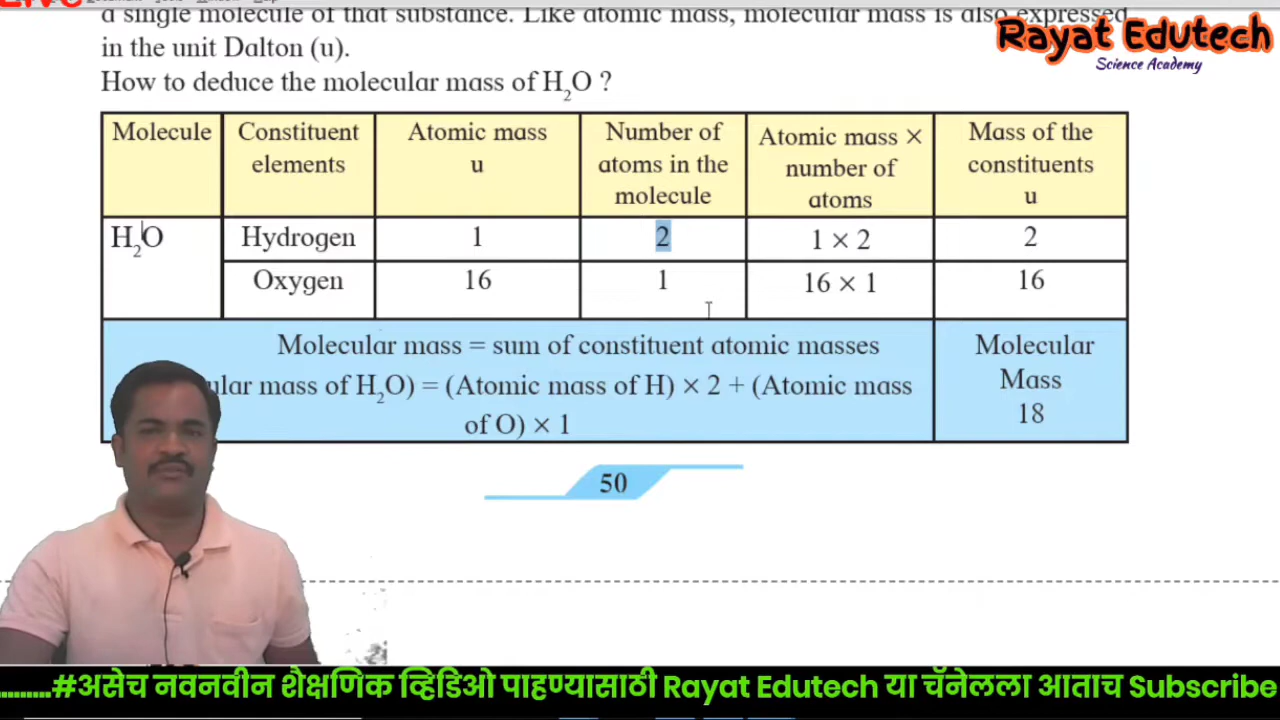 LIVE
a single molecule of that substance. Like atomic mass, molecular mass is also expressed
in the unit Dalton (u).
Rayat Edutech
Science Academy
How to deduce the molecular mass of H₂O ?
Molecule
Constituent
elements
Atomic mass
u
Number of
atoms in the
molecule
Atomic mass ×
number of
atoms
Mass of the
constituents
u
H₂O
Hydrogen
1
2
1 × 2
2
Oxygen
16
1
16 × 1
16
Molecular mass = sum of constituent atomic masses
ular mass of H₂O) = (Atomic mass of H) × 2 + (Atomic mass
of O) × 1
Molecular
Mass
18
50
.........#असेच नवनवीन शैक्षणिक व्हिडिओ पाहण्यासाठी Rayat Edutech या चॅनेलला आताच Subscribe